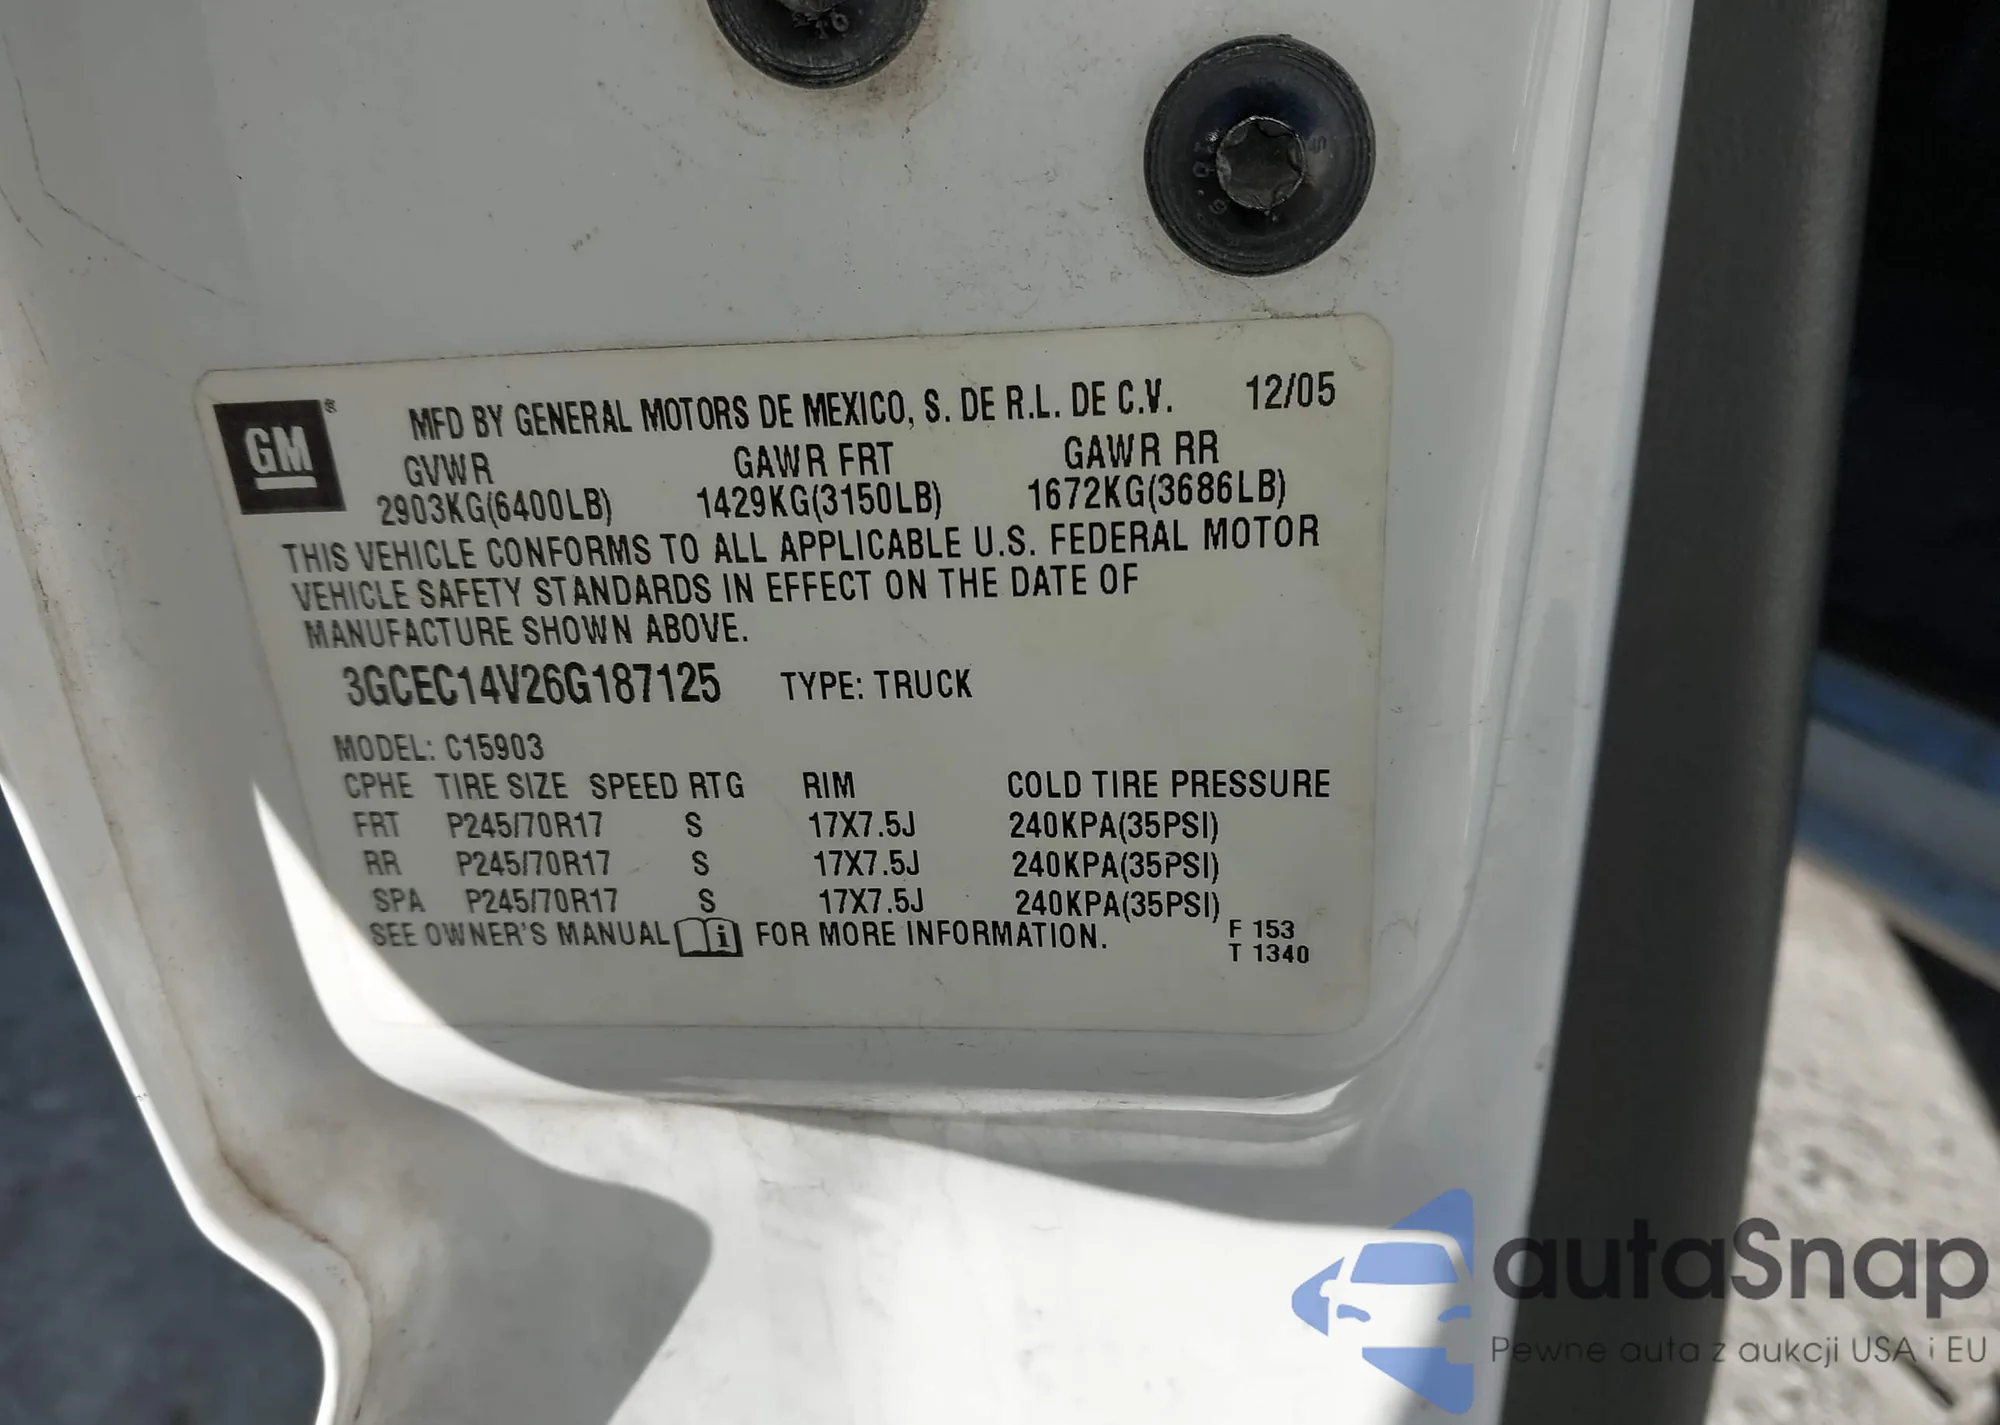 GM ®
MFD BY GENERAL MOTORS DE MEXICO, S. DE R.L. DE C.V. 12/05
GVWR GAWR FRT GAWR RR
2903KG(6400LB) 1429KG(3150LB) 1672KG(3686LB)
THIS VEHICLE CONFORMS TO ALL APPLICABLE U.S. FEDERAL MOTOR
VEHICLE SAFETY STANDARDS IN EFFECT ON THE DATE OF
MANUFACTURE SHOWN ABOVE.
3GCEC14V26G187125 TYPE: TRUCK
MODEL: C15903
CPHE TIRE SIZE SPEED RTG RIM COLD TIRE PRESSURE
FRT P245/70R17 S 17X7.5J 240KPA(35PSI)
RR P245/70R17 S 17X7.5J 240KPA(35PSI)
SPA P245/70R17 S 17X7.5J 240KPA(35PSI)
SEE OWNER'S MANUAL i FOR MORE INFORMATION.
F 153
T 1340
autaSnap
Pewne auta z aukcji USA i EU